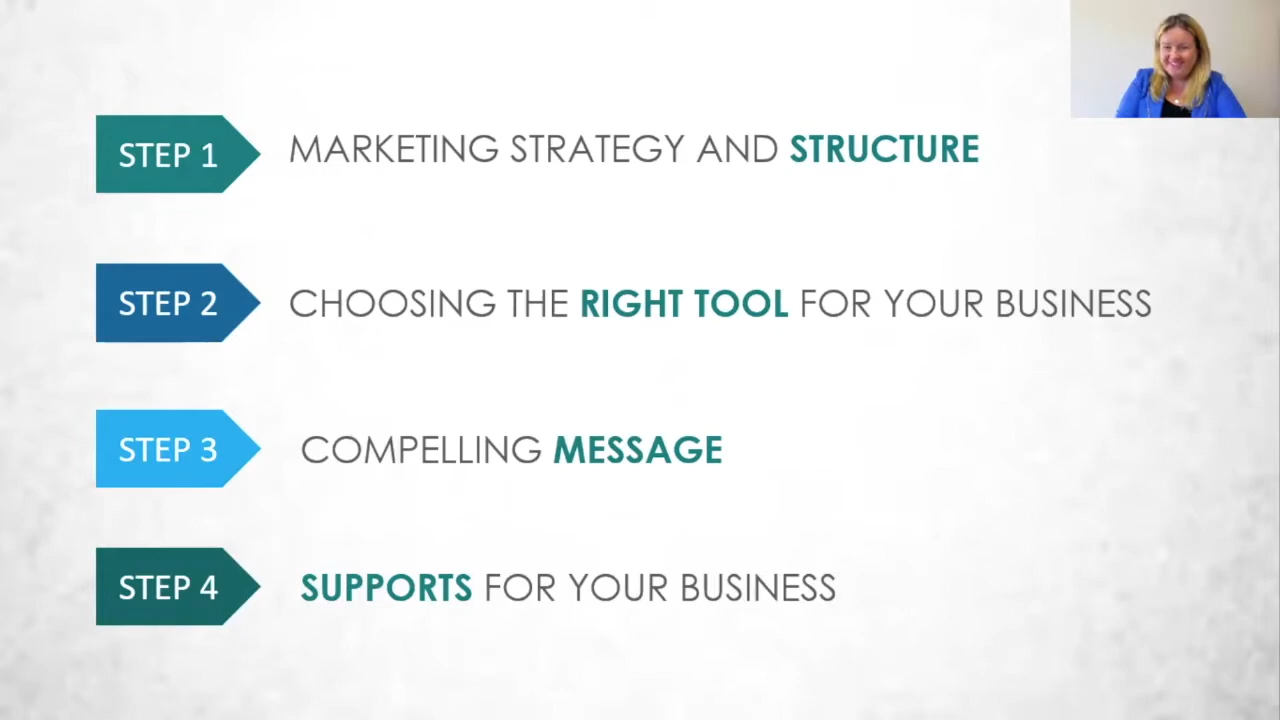 STEP 1 MARKETING STRATEGY AND STRUCTURE
STEP 2 CHOOSING THE RIGHT TOOL FOR YOUR BUSINESS
STEP 3 COMPELLING MESSAGE
STEP 4 SUPPORTS FOR YOUR BUSINESS